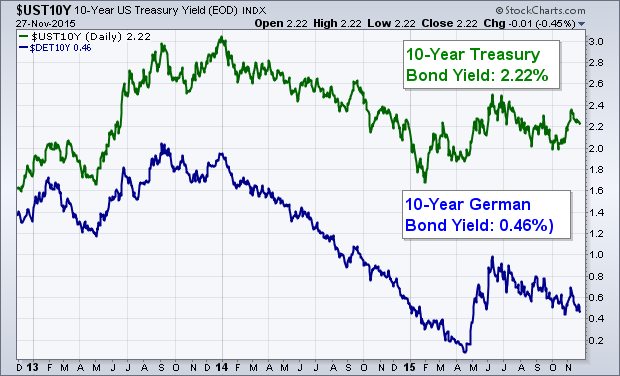 $UST10Y 10-Year US Treasury Yield (EOD) INDX
© StockCharts.com
27-Nov-2015
Open 2.22 High 2.22 Low 2.22 Close 2.22 Chg -0.01 (-0.45%)
$UST10Y (Daily) 2.22
$DET10Y 0.46
10-Year Treasury
Bond Yield: 2.22%
10-Year German
Bond Yield: 0.46%)
3.0
2.8
2.6
2.4
2.2
2.0
1.8
1.6
1.4
1.2
1.0
0.8
0.6
0.4
0.2
D 13 F M A M J J A S O N D 14 F M A M J J A S O N D 15 F M A M J J A S O N